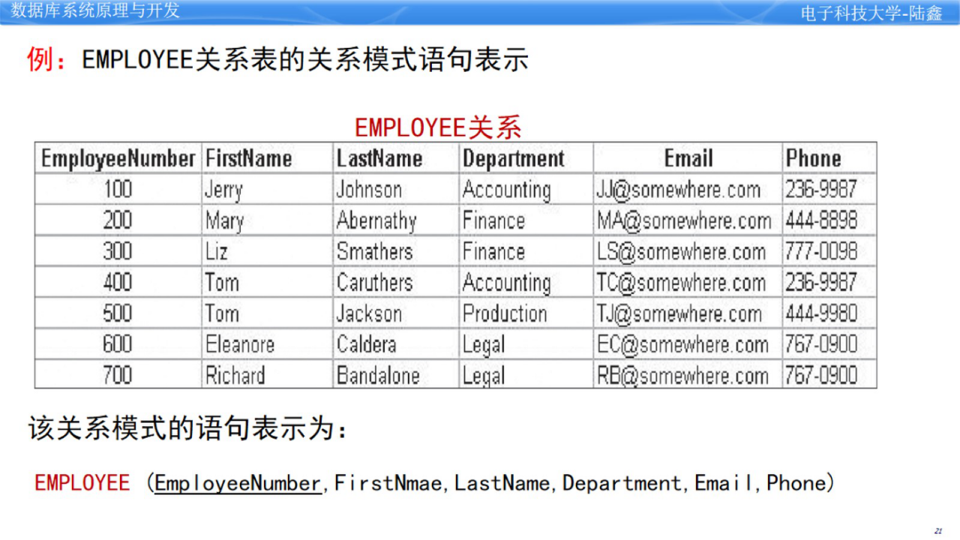 数据库系统原理与开发
电子科技大学-陆鑫
例：EMPLOYEE关系表的关系模式语句表示
EMPLOYEE关系
EmployeeNumber FirstName LastName Department Email Phone
100 Jerry Johnson Accounting JJ@somewhere.com 236-9987
200 Mary Abernathy Finance MA@somewhere.com 444-8898
300 Liz Smathers Finance LS@somewhere.com 777-0098
400 Tom Caruthers Accounting TC@somewhere.com 236-9987
500 Tom Jackson Production TJ@somewhere.com 444-9980
600 Eleanore Caldera Legal EC@somewhere.com 767-0900
700 Richard Bandalone Legal RB@somewhere.com 767-0900
该关系模式的语句表示为：
EMPLOYEE (EmployeeNumber,FirstNmae,LastName,Department,Email,Phone)
21